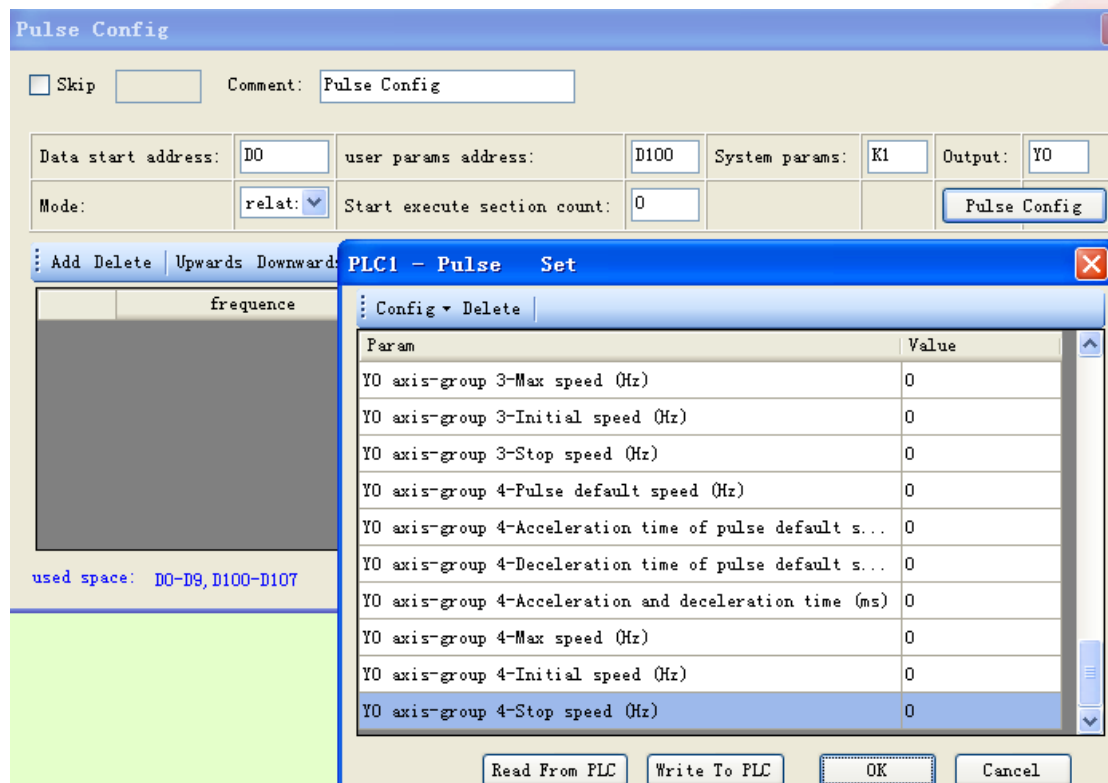 Pulse Config
Skip Comment: Pulse Config
Data start address: D0 user params address: D100 System params: K1 Output: Y0
Mode: relat: Start execute section count: 0 Pulse Config
Add Delete Upwards Downwards
PLC1 - Pulse Set
frequence
Config Delete
Param Value
Y0 axis-group 3-Max speed (Hz) 0
Y0 axis-group 3-Initial speed (Hz) 0
Y0 axis-group 3-Stop speed (Hz) 0
Y0 axis-group 4-Pulse default speed (Hz) 0
Y0 axis-group 4-Acceleration time of pulse default s... 0
Y0 axis-group 4-Deceleration time of pulse default s... 0
Y0 axis-group 4-Acceleration and deceleration time (ms) 0
Y0 axis-group 4-Max speed (Hz) 0
Y0 axis-group 4-Initial speed (Hz) 0
Y0 axis-group 4-Stop speed (Hz) 0
used space: D0-D9,D100-D107
Read From PLC Write To PLC OK Cancel